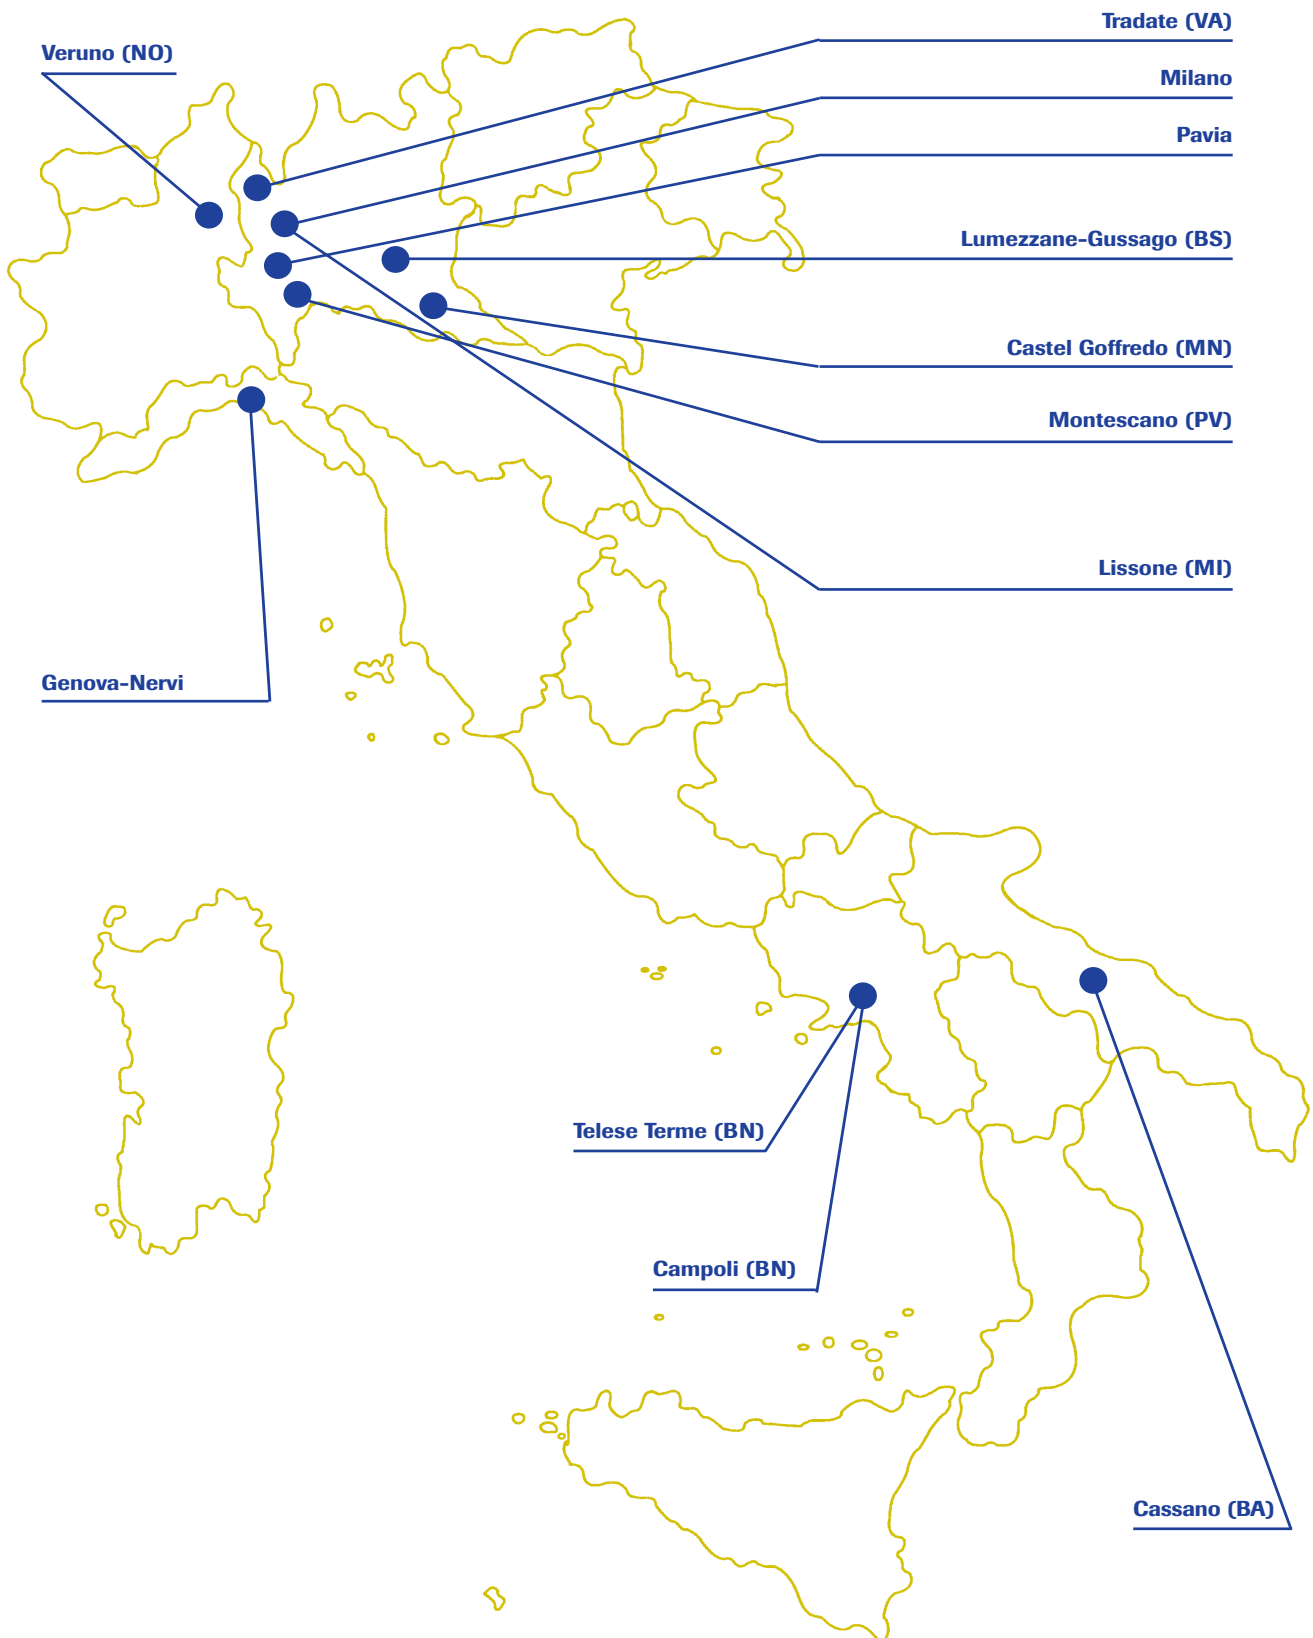 Tradate (VA)
Veruno (NO)
Milano
Pavia
Lumezzane-Gussago (BS)
Castel Goffredo (MN)
Montescano (PV)
Lissone (MI)
Genova-Nervi
Telese Terme (BN)
Campoli (BN)
Cassano (BA)